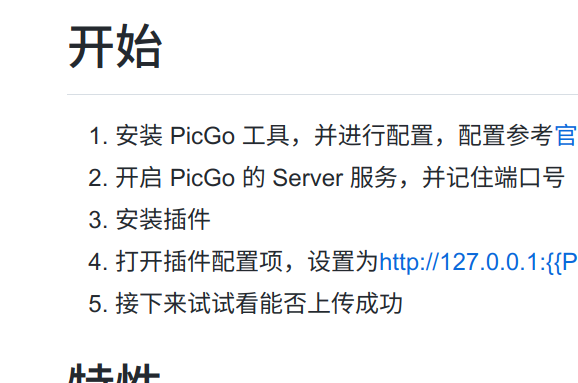 开始
1. 安装 PicGo 工具，并进行配置，配置参考官
2. 开启 PicGo 的 Server 服务，并记住端口号
3. 安装插件
4. 打开插件配置项，设置为http://127.0.0.1:{{P
5. 接下来试试看能否上传成功
特性